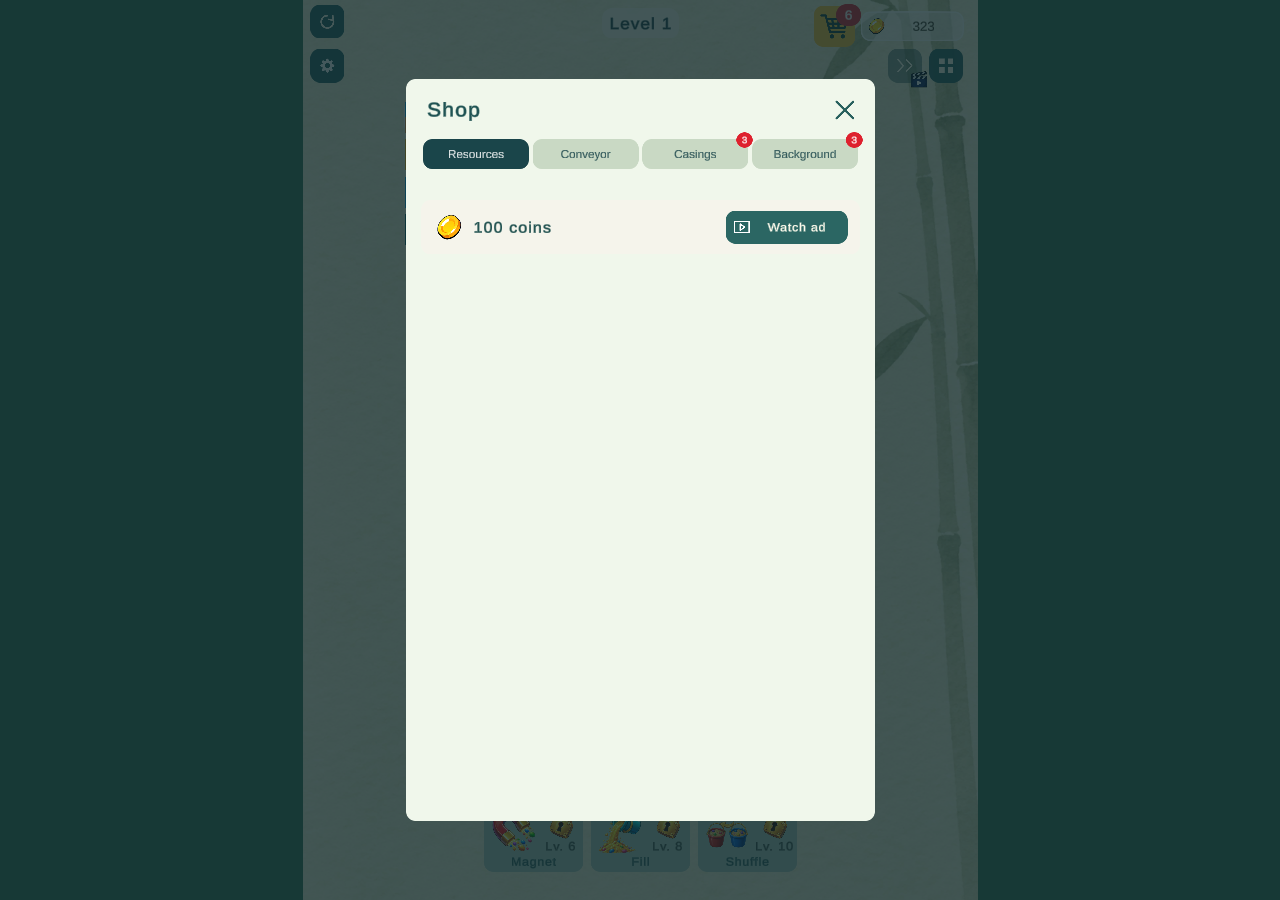 Level 1
6
323
Shop
Resources
Conveyor
Casings
3
Background
3
100 coins
Watch ad
Lv. 6
Magnet
Lv. 8
Fill
Lv. 10
Shuffle